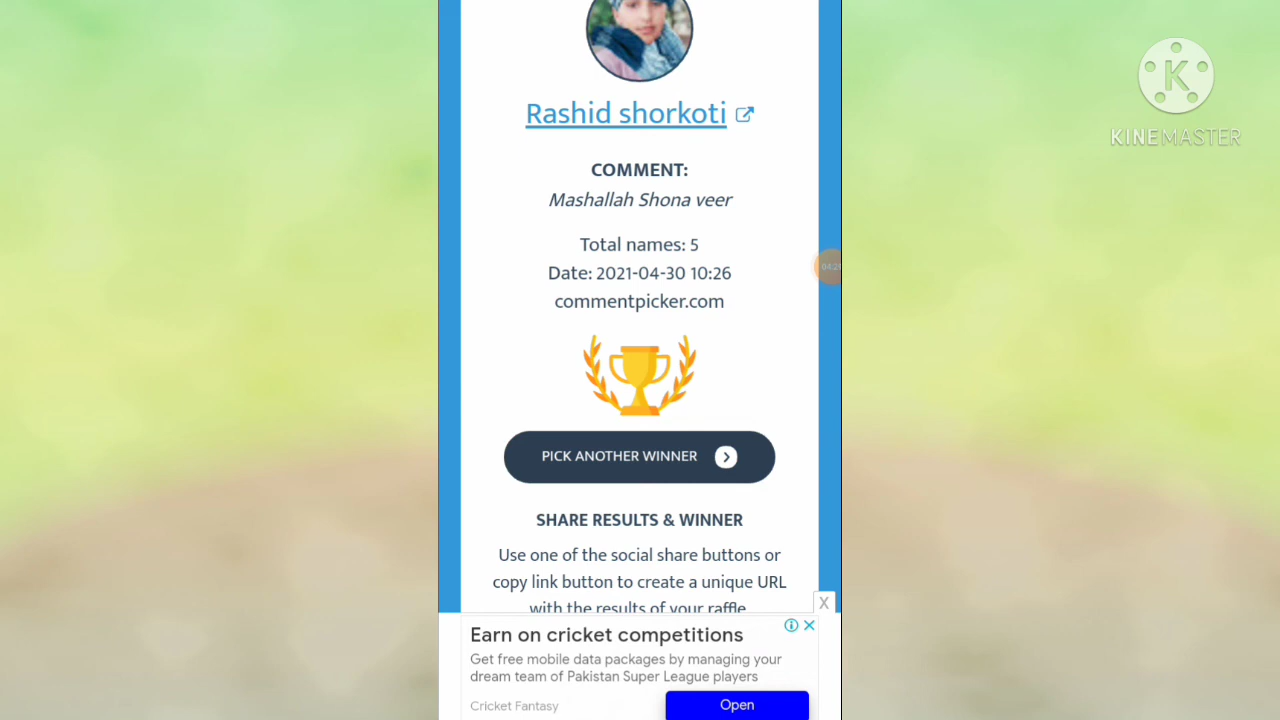 Rashid shorkoti
COMMENT:
Mashallah Shona veer
Total names: 5
Date: 2021-04-30 10:26
commentpicker.com
PICK ANOTHER WINNER
SHARE RESULTS & WINNER
Use one of the social share buttons or
copy link button to create a unique URL
with the results of your raffle
X
Earn on cricket competitions
Get free mobile data packages by managing your
dream team of Pakistan Super League players
Cricket Fantasy
Open
K
KINEMASTER